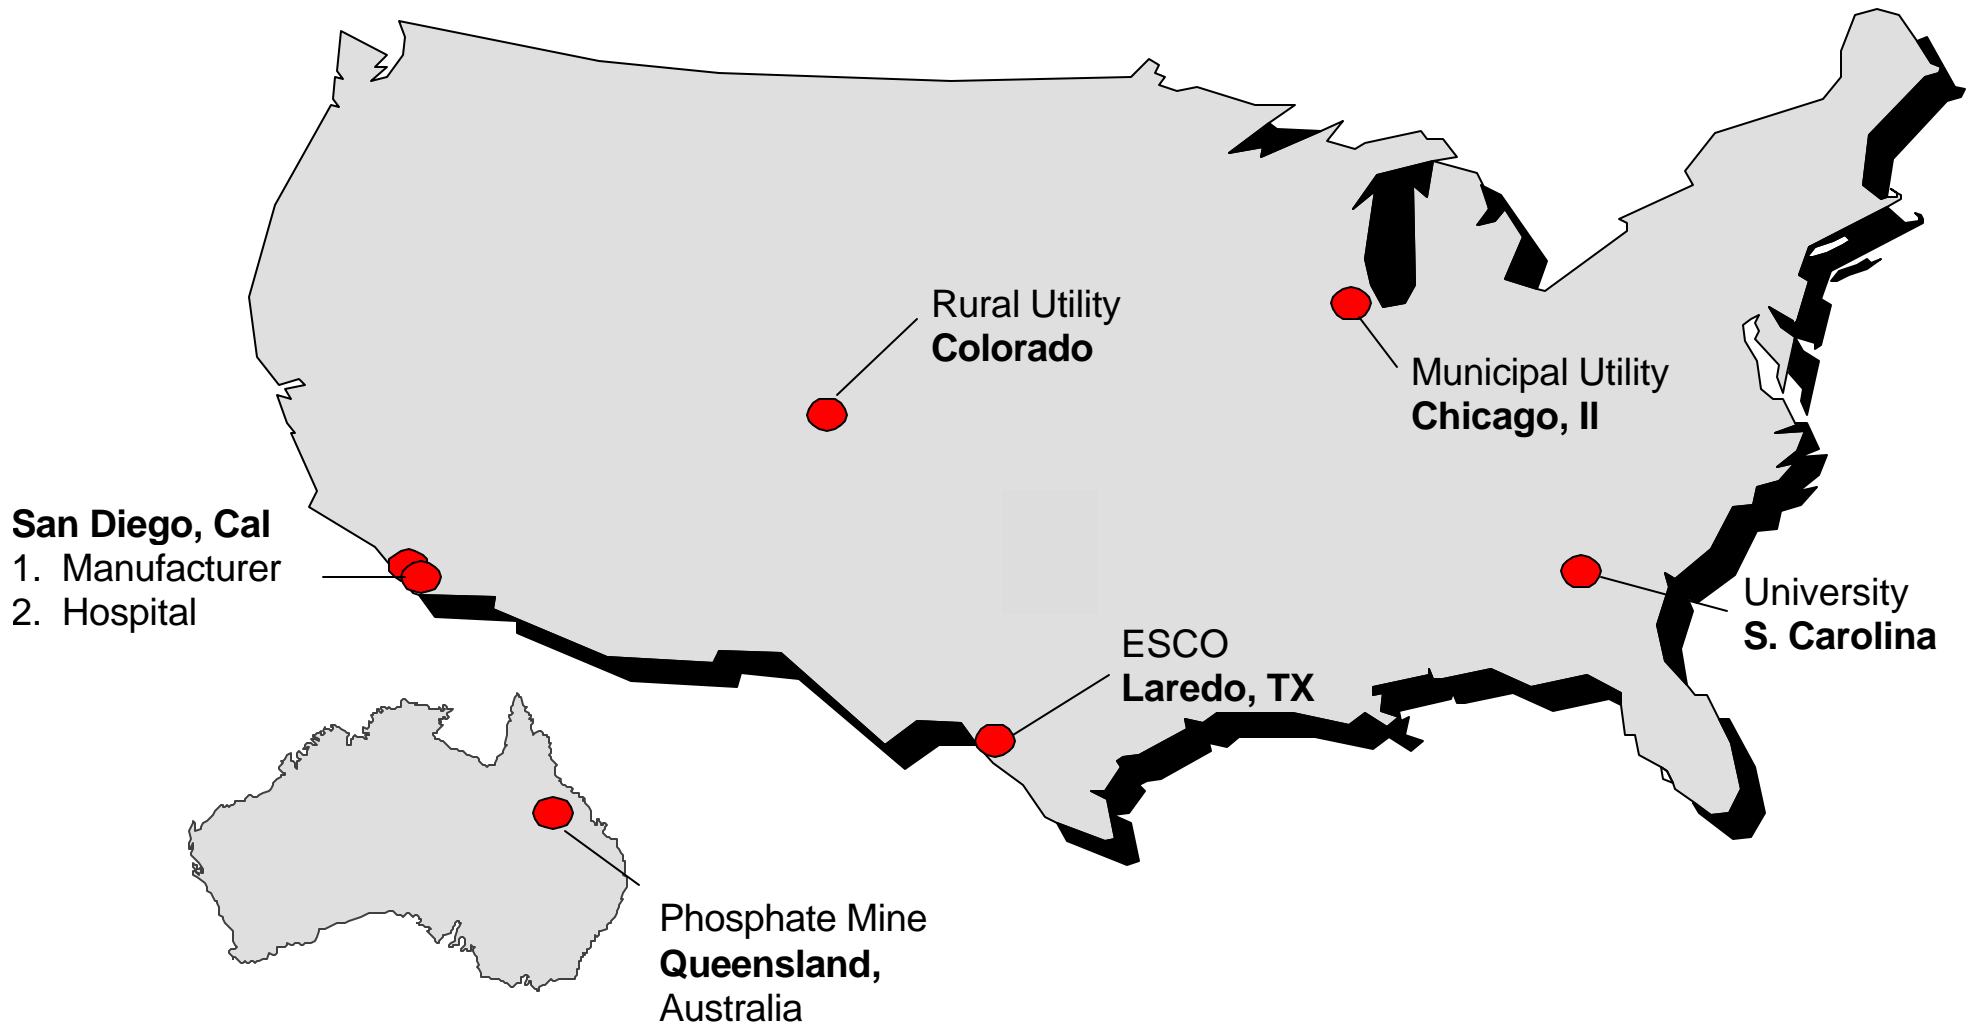 Rural Utility
Colorado
Municipal Utility
Chicago, Il
San Diego, Cal
1. Manufacturer
2. Hospital
University
S. Carolina
ESCO
Laredo, TX
Phosphate Mine
Queensland,
Australia